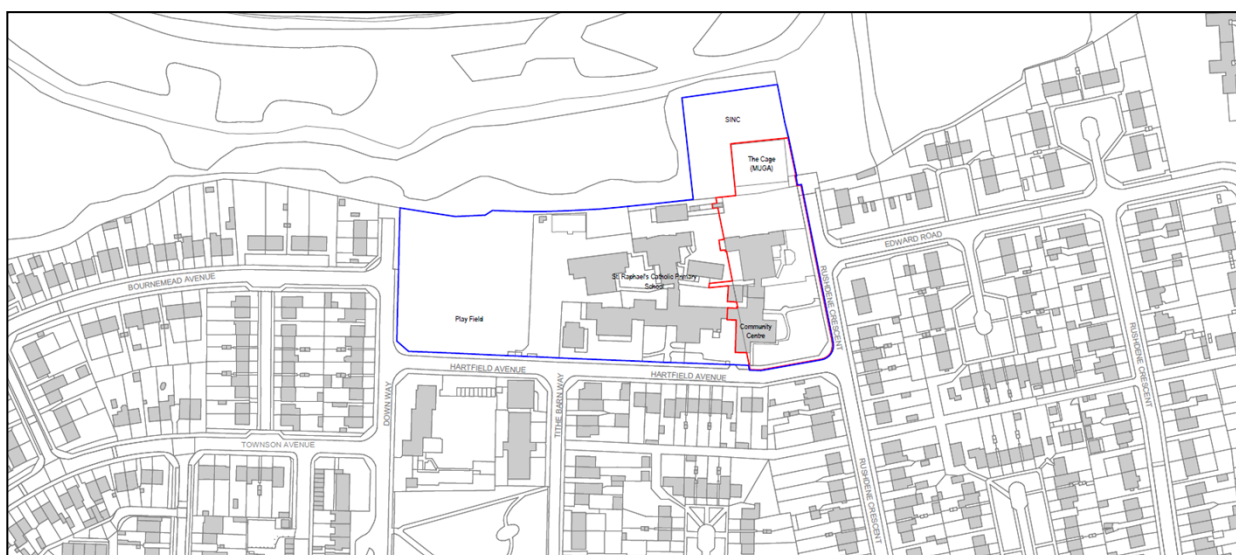 SINC
The Cage
(MUGA)
EDWARD ROAD
BOURNEMEAD AVENUE
St. Raphael's Catholic Primary
School
RUSHDENE CRESCENT
Play Field
Community
Centre
RUSHDENE CRESCENT
HARTFIELD AVENUE
HARTFIELD AVENUE
DOWN WAY
TITHE BARN WAY
TOWNSON AVENUE
RUSHDENE CRESCENT